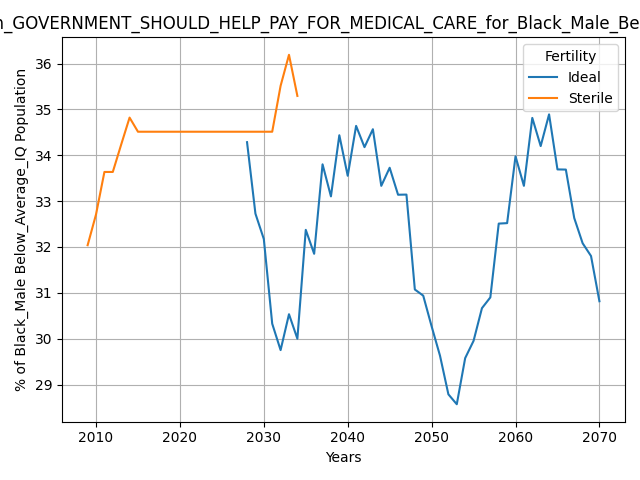 n_GOVERNMENT_SHOULD_HELP_PAY_FOR_MEDICAL_CARE_for_Black_Male_Be
Fertility
Ideal
Sterile
% of Black_Male Below_Average_IQ Population
36
35
34
33
32
31
30
29
2010 2020 2030 2040 2050 2060 2070
Years